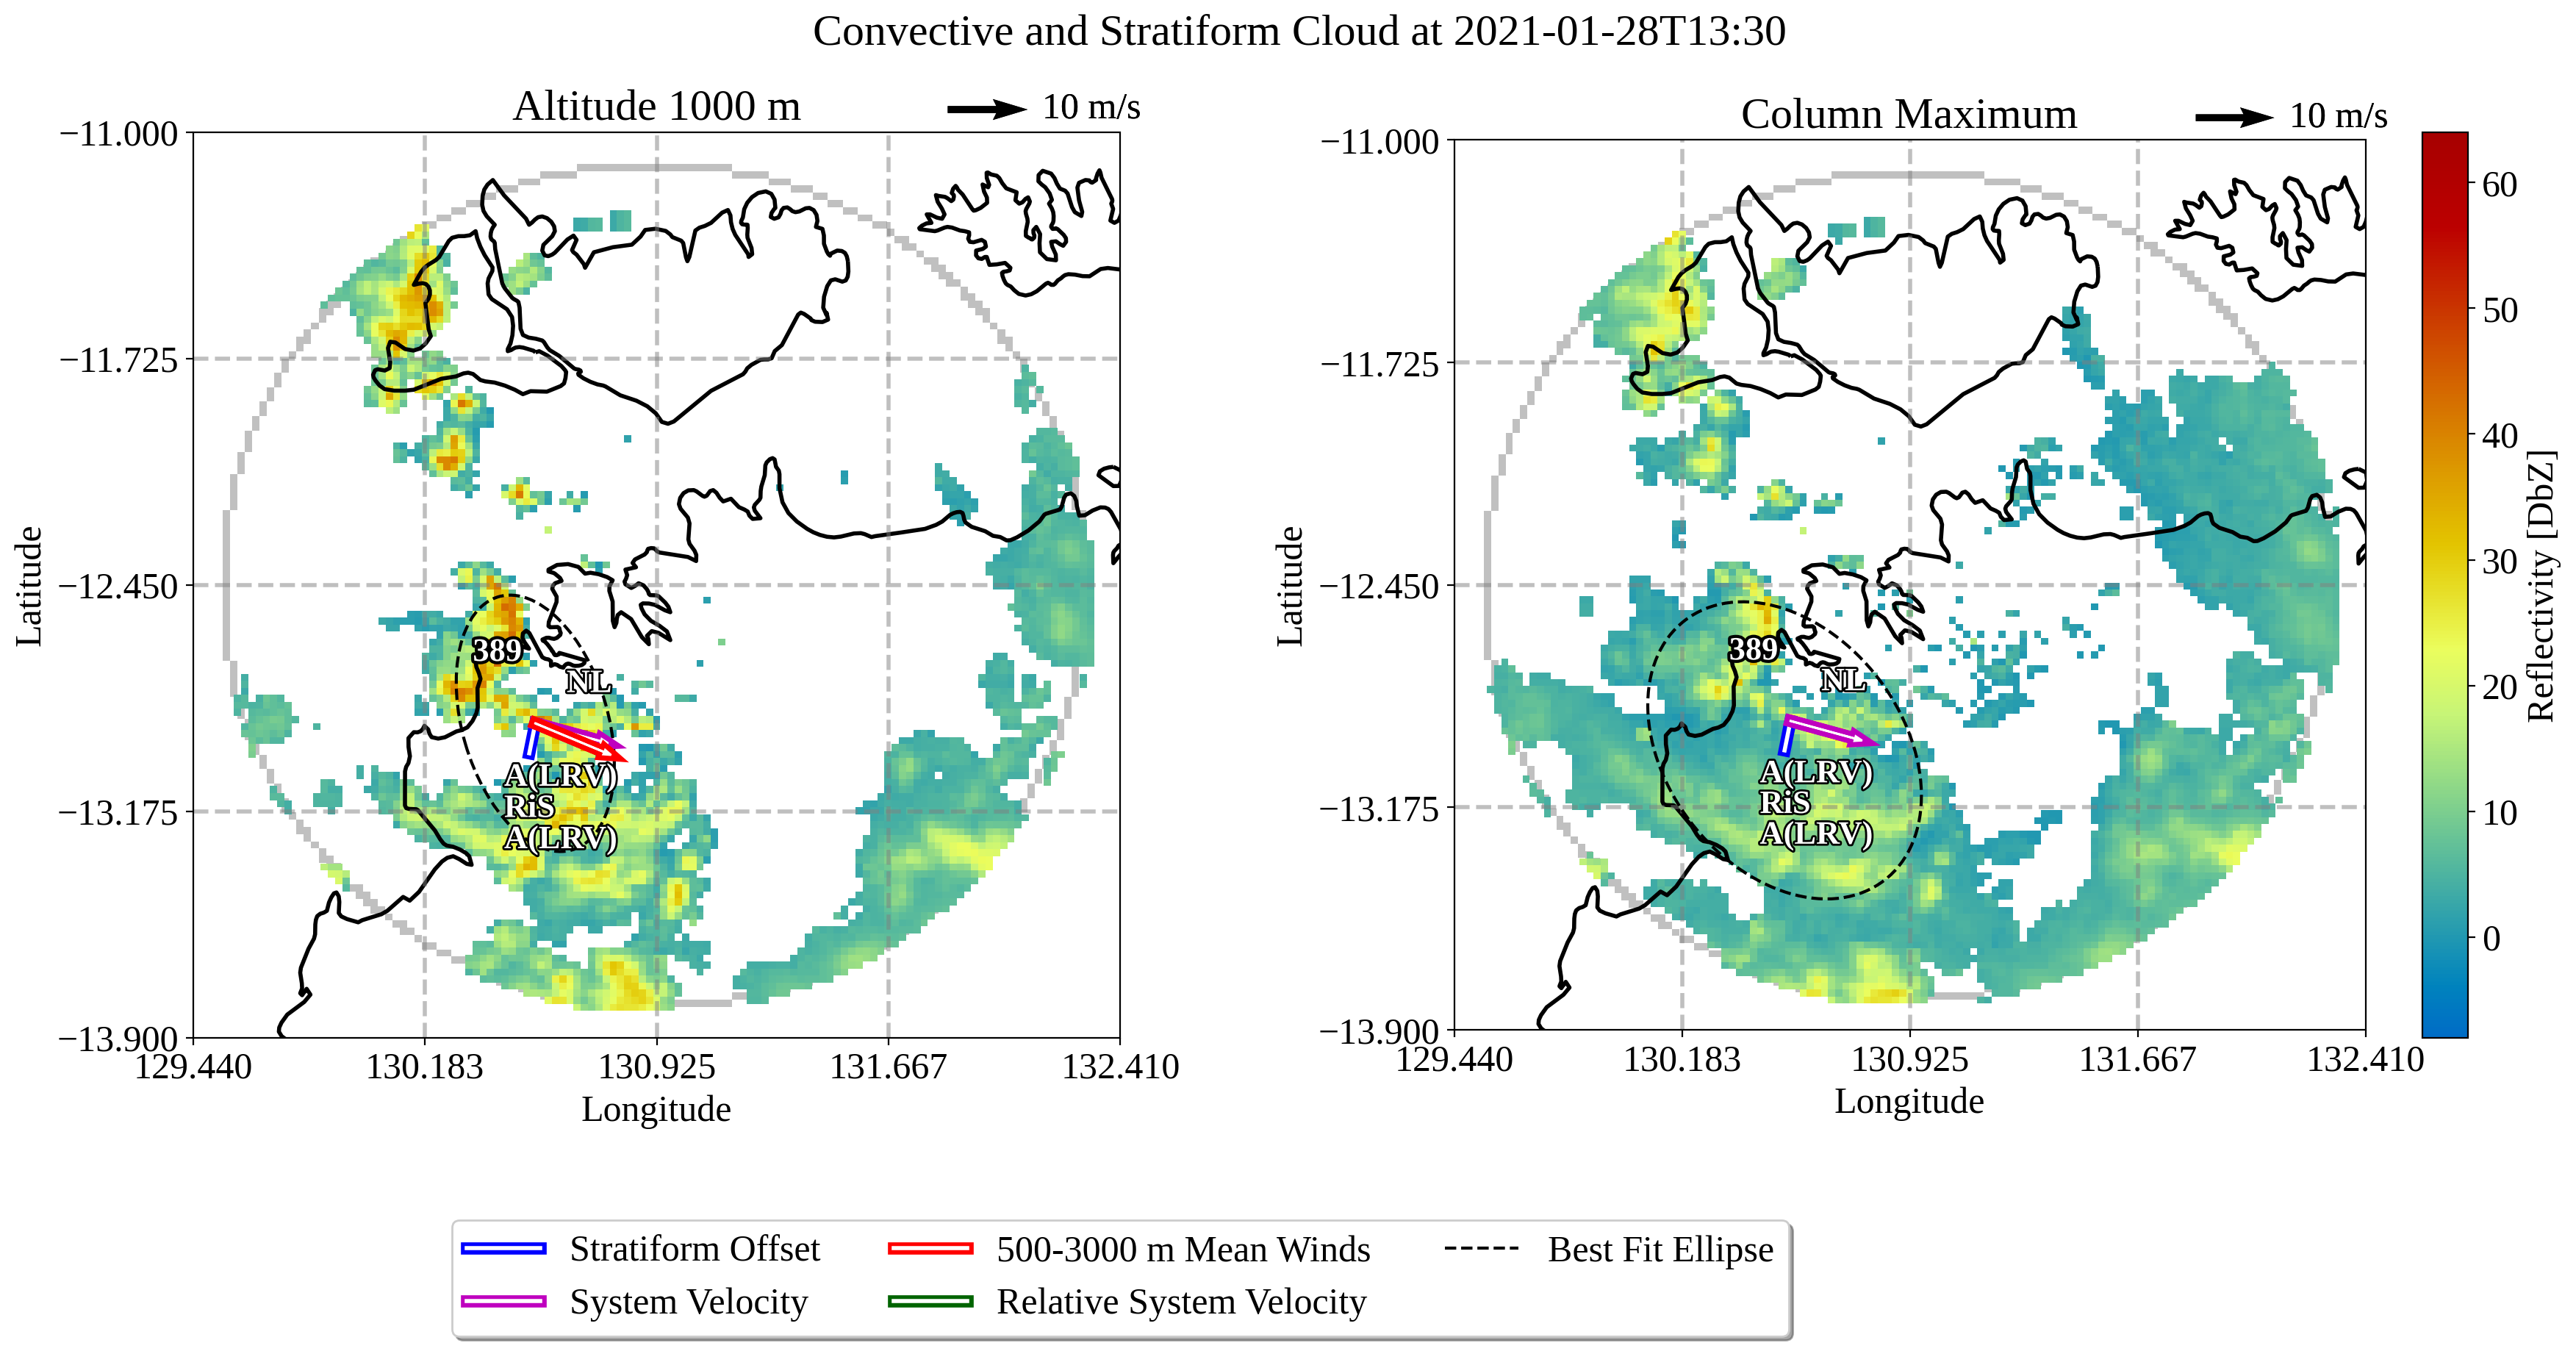 Convective and Stratiform Cloud at 2021-01-28T13:30
Altitude 1000 m
10 m/s
−11.000
−11.725
−12.450
−13.175
−13.900
Latitude
389
NL
A(LRV)
RiS
A(LRV)
129.440
130.183
130.925
131.667
132.410
Longitude
Column Maximum
10 m/s
−11.000
−11.725
−12.450
−13.175
−13.900
Latitude
389
NL
A(LRV)
RiS
A(LRV)
129.440
130.183
130.925
131.667
132.410
Longitude
60
50
40
30
20
10
0
Reflectivity [DbZ]
Stratiform Offset
500-3000 m Mean Winds
Best Fit Ellipse
System Velocity
Relative System Velocity